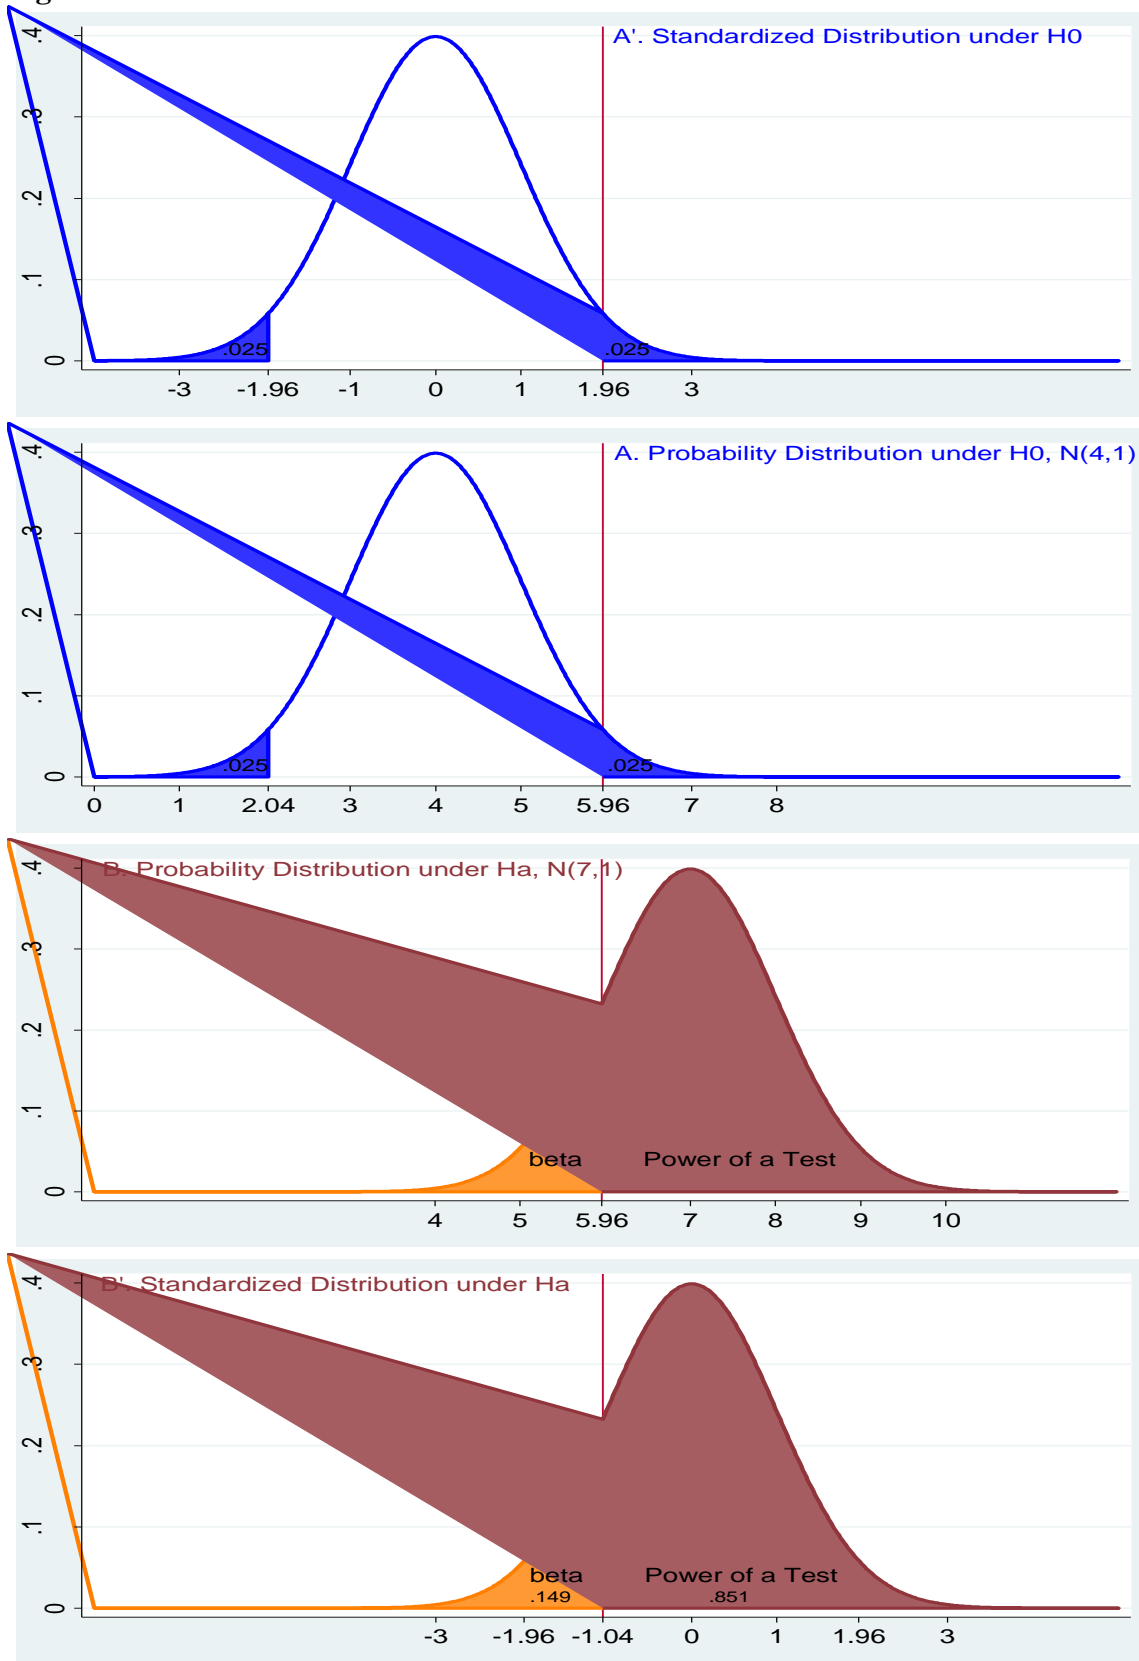 A'. Standardized Distribution under H0
.4
.3
.2
.1
0
.025 .025
-3 -1.96 -1 0 1 1.96 3
A. Probability Distribution under H0, N(4,1)
.4
.3
.2
.1
0
.025 .025
0 1 2.04 3 4 5 5.96 7 8
B. Probability Distribution under Ha, N(7,1)
.4
.3
.2
.1
0
beta Power of a Test
4 5 5.96 7 8 9 10
B'. Standardized Distribution under Ha
.4
.3
.2
.1
0
beta Power of a Test
.149 .851
-3 -1.96 -1.04 0 1 1.96 3